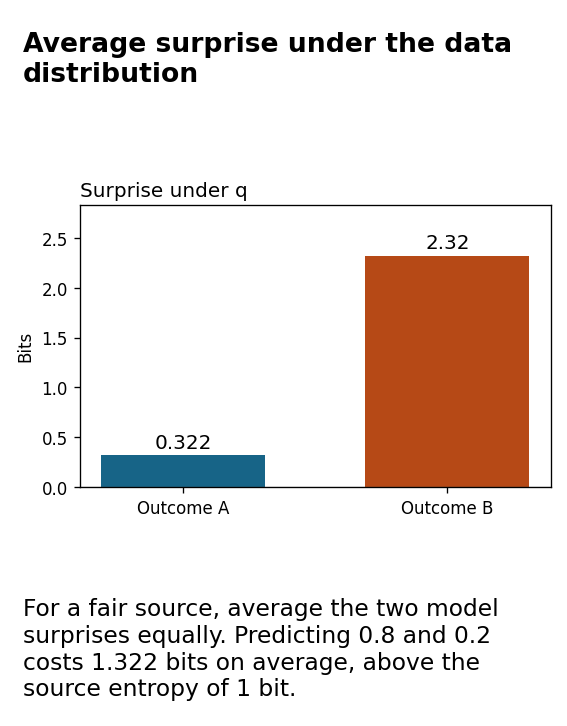 Average surprise under the data
distribution
Surprise under q
2.5
2.0
1.5
1.0
0.5
0.0
Bits
0.322
2.32
Outcome A
Outcome B
For a fair source, average the two model
surprises equally. Predicting 0.8 and 0.2
costs 1.322 bits on average, above the
source entropy of 1 bit.